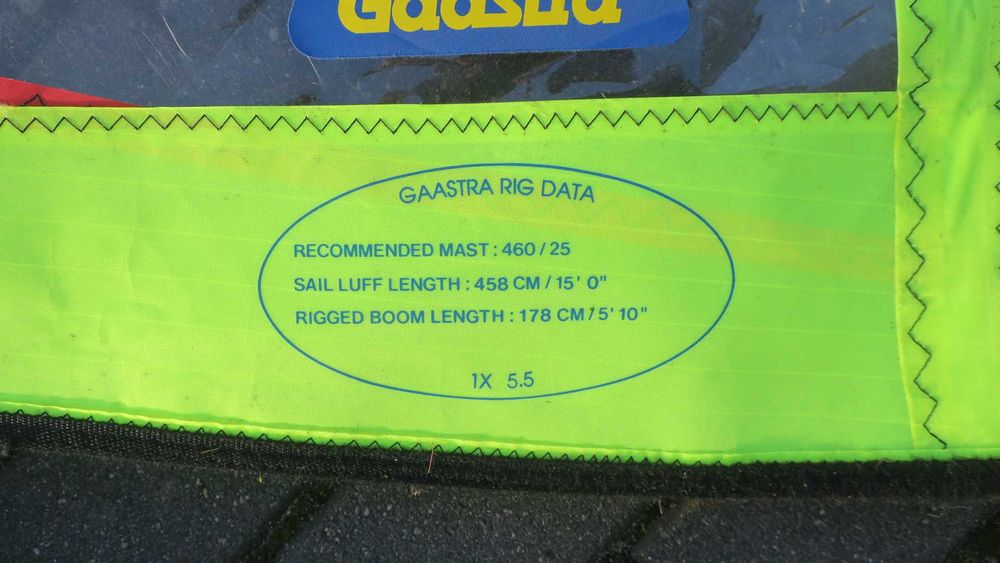 Gaastra
GAASTRA RIG DATA
RECOMMENDED MAST : 460 / 25
SAIL LUFF LENGTH : 458 CM / 15' 0"
RIGGED BOOM LENGTH : 178 CM / 5' 10"
1X 5.5